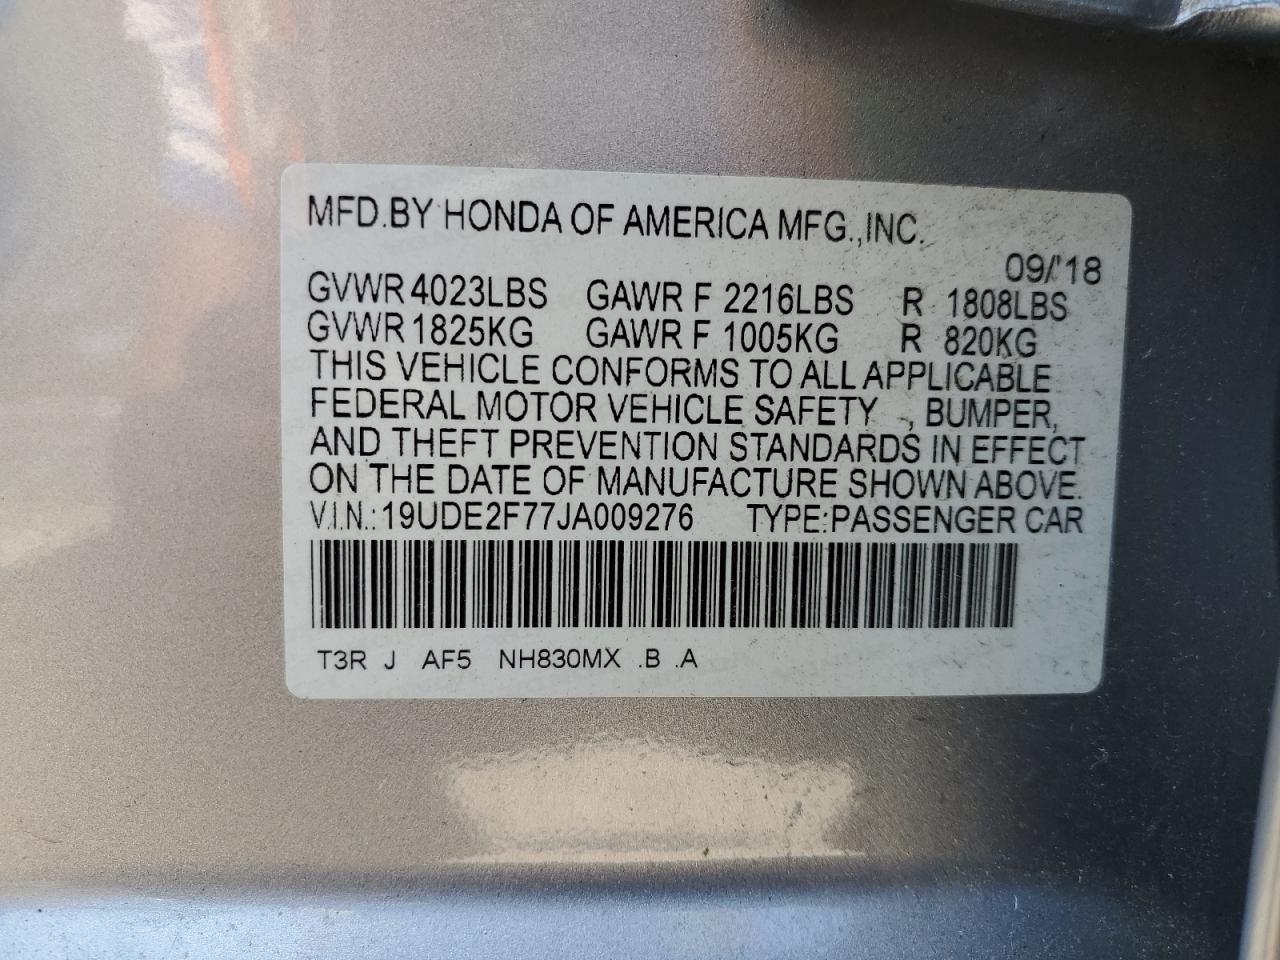 MFD.BY HONDA OF AMERICA MFG.,INC.
09/'18
GVWR 4023LBS GAWR F 2216LBS R 1808LBS
GVWR 1825KG GAWR F 1005KG R 820KG
THIS VEHICLE CONFORMS TO ALL APPLICABLE
FEDERAL MOTOR VEHICLE SAFETY , BUMPER,
AND THEFT PREVENTION STANDARDS IN EFFECT
ON THE DATE OF MANUFACTURE SHOWN ABOVE.
V.I.N.:19UDE2F77JA009276 TYPE:PASSENGER CAR
T3R J AF5 NH830MX .B .A